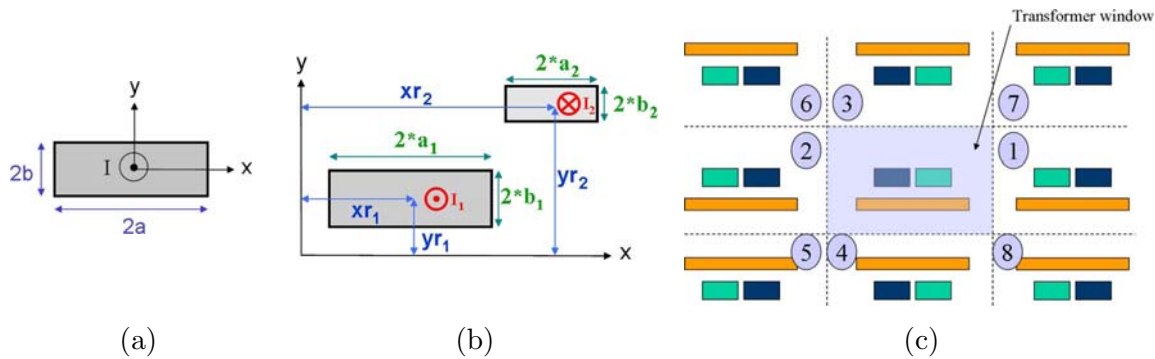 y
I
x
2b
2a
(a)
y
2*a₂
xr₂
I₂
2*b₂
2*a₁
yr₂
I₁
2*b₁
xr₁
yr₁
x
(b)
Transformer window
6
3
7
2
1
5
4
8
(c)